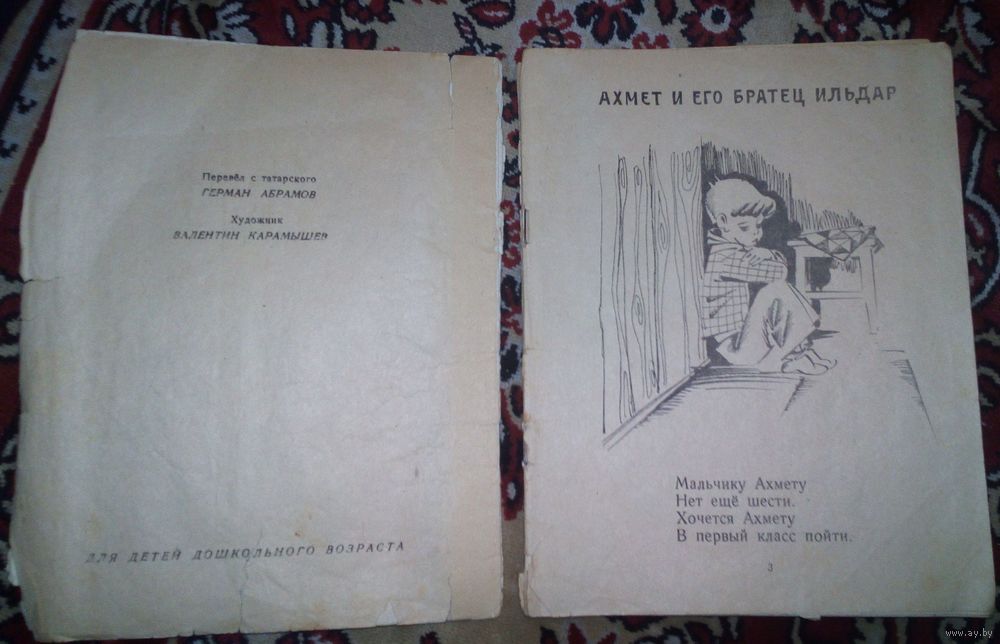 Перевёл с татарского
ГЕРМАН АБРАМОВ
Художник
ВАЛЕНТИН КАРАМЫШЕВ
ДЛЯ ДЕТЕЙ ДОШКОЛЬНОГО ВОЗРАСТА
АХМЕТ И ЕГО БРАТЕЦ ИЛЬДАР
Мальчику Ахмету
Нет ещё шести.
Хочется Ахмету
В первый класс пойти.
3
www.ay.by